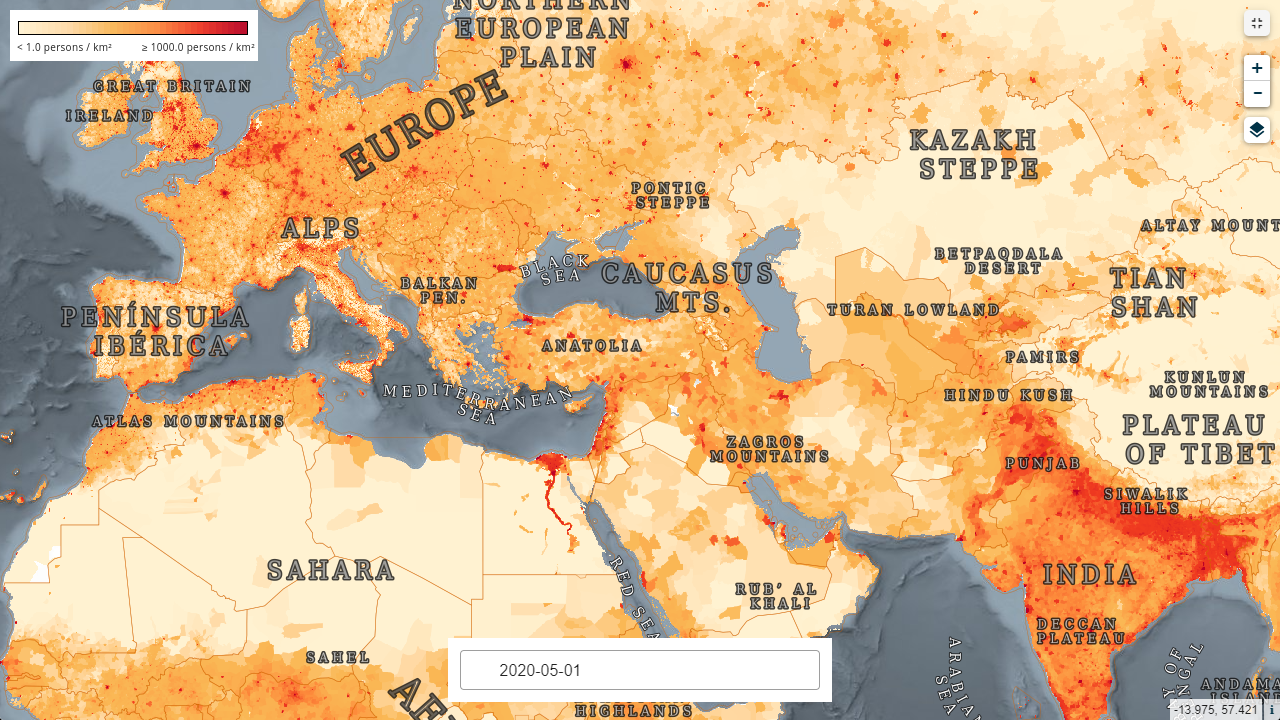 NORTHERN
EUROPEAN
PLAIN
< 1.0 persons / km²
≥ 1000.0 persons / km²
GREAT BRITAIN
IRELAND
EUROPE
KAZAKH
STEPPE
PONTIC
STEPPE
ALPS
ALTAY MOUNT
BETPAQDALA
DESERT
BLACK
SEA
CAUCASUS
MTS.
TIAN
SHAN
BALKAN
PEN.
PENÍNSULA
IBÉRICA
TURAN LOWLAND
ANATOLIA
PAMIRS
KUNLUN
MOUNTAINS
MEDITERRANEAN
SEA
HINDU KUSH
ATLAS MOUNTAINS
PLATEAU
OF TIBET
ZAGROS
MOUNTAINS
PUNJAB
SIWALIK
HILLS
SAHARA
INDIA
RED SEA
RUB' AL
KHALI
DECCAN
PLATEAU
SAHEL
2020-05-01
ARABIAN
SEA
ANDAMA
HIGHLANDS
-13.975, 57.421
i